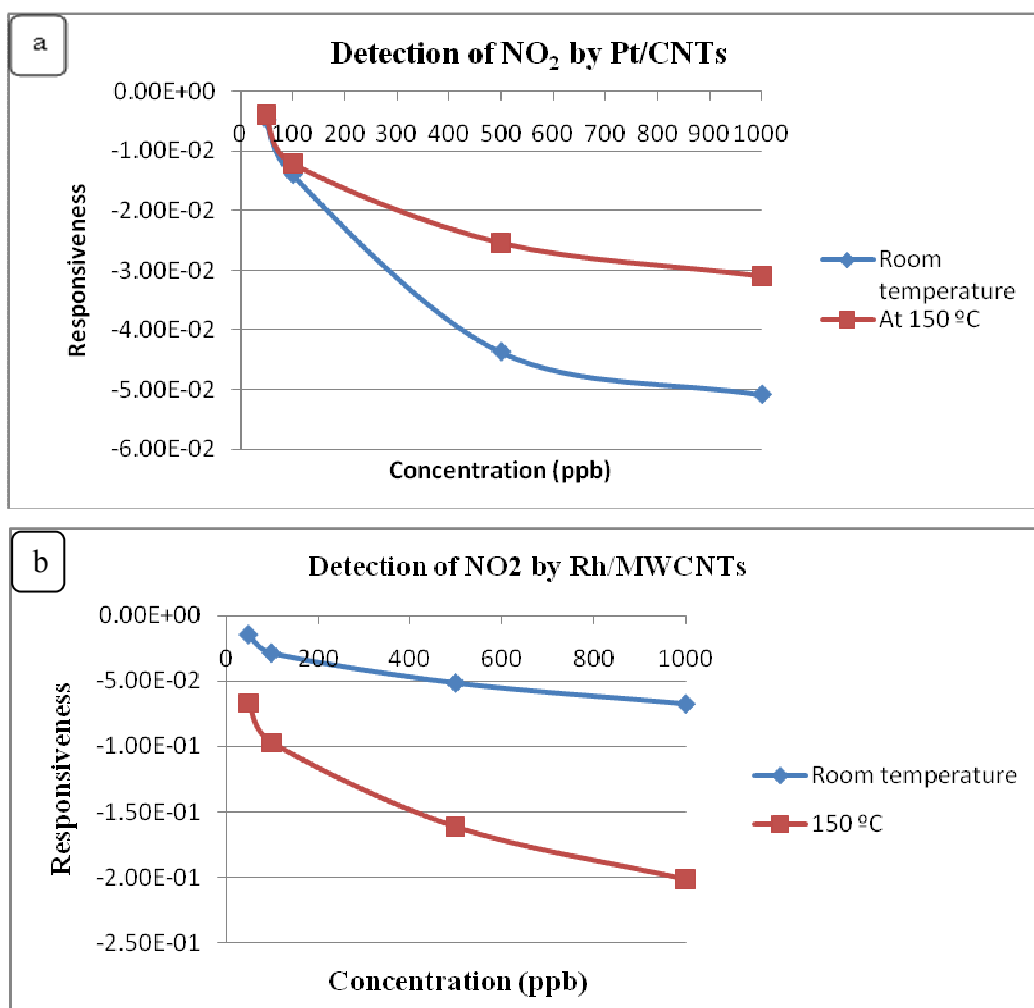 a
Detection of NO₂ by Pt/CNTs
0.00E+00
0 100 200 300 400 500 600 700 800 900 1000
-1.00E-02
-2.00E-02
-3.00E-02
-4.00E-02
-5.00E-02
-6.00E-02
Responsiveness
Concentration (ppb)
Room
temperature
At 150 ºC
b
Detection of NO2 by Rh/MWCNTs
0.00E+00
0 200 400 600 800 1000
-5.00E-02
-1.00E-01
-1.50E-01
-2.00E-01
-2.50E-01
Responsiveness
Concentration (ppb)
Room temperature
150 ºC